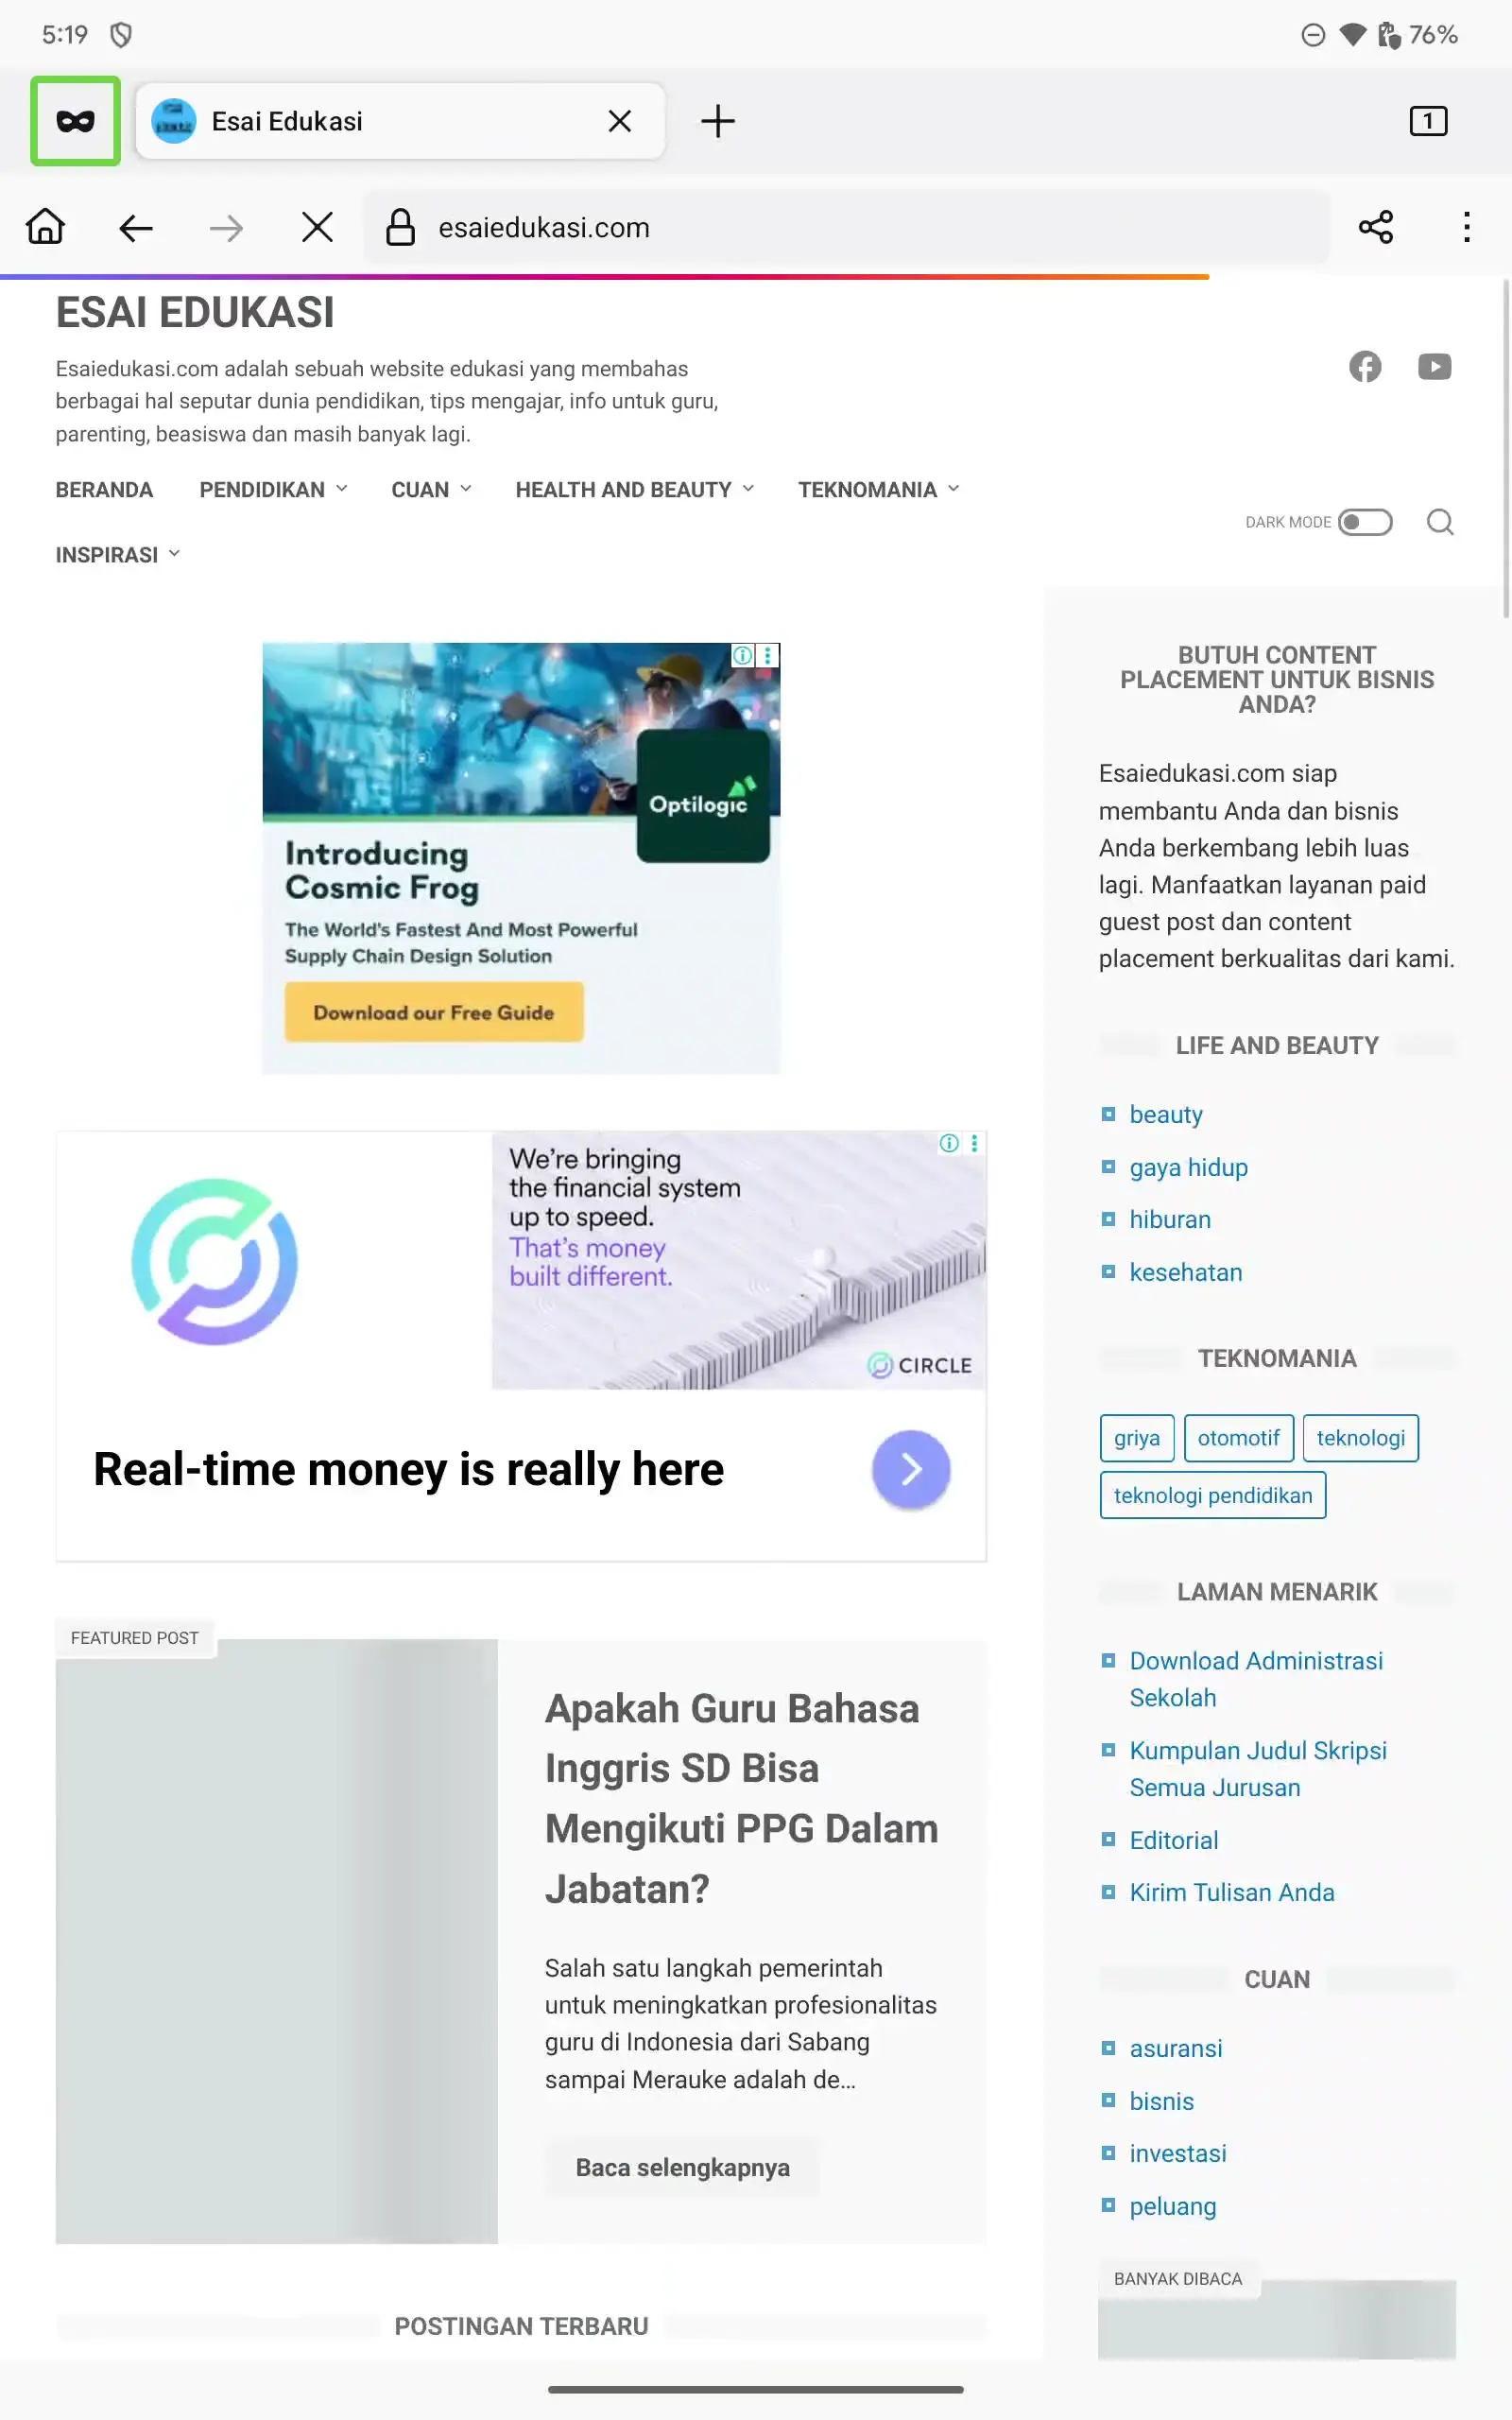 5:19
76%
Esai Edukasi
1
esaiedukasi.com
ESAI EDUKASI
Esaiedukasi.com adalah sebuah website edukasi yang membahas
berbagai hal seputar dunia pendidikan, tips mengajar, info untuk guru,
parenting, beasiswa dan masih banyak lagi.
BERANDA
PENDIDIKAN
CUAN
HEALTH AND BEAUTY
TEKNOMANIA
INSPIRASI
DARK MODE
Optilogic
Introducing
Cosmic Frog
The World's Fastest And Most Powerful
Supply Chain Design Solution
Download our Free Guide
We're bringing
the financial system
up to speed.
That's money
built different.
CIRCLE
Real-time money is really here
FEATURED POST
Apakah Guru Bahasa
Inggris SD Bisa
Mengikuti PPG Dalam
Jabatan?
Salah satu langkah pemerintah
untuk meningkatkan profesionalitas
guru di Indonesia dari Sabang
sampai Merauke adalah de…
Baca selengkapnya
POSTINGAN TERBARU
BUTUH CONTENT
PLACEMENT UNTUK BISNIS
ANDA?
Esaiedukasi.com siap
membantu Anda dan bisnis
Anda berkembang lebih luas
lagi. Manfaatkan layanan paid
guest post dan content
placement berkualitas dari kami.
LIFE AND BEAUTY
beauty
gaya hidup
hiburan
kesehatan
TEKNOMANIA
griya
otomotif
teknologi
teknologi pendidikan
LAMAN MENARIK
Download Administrasi
Sekolah
Kumpulan Judul Skripsi
Semua Jurusan
Editorial
Kirim Tulisan Anda
CUAN
asuransi
bisnis
investasi
peluang
BANYAK DIBACA